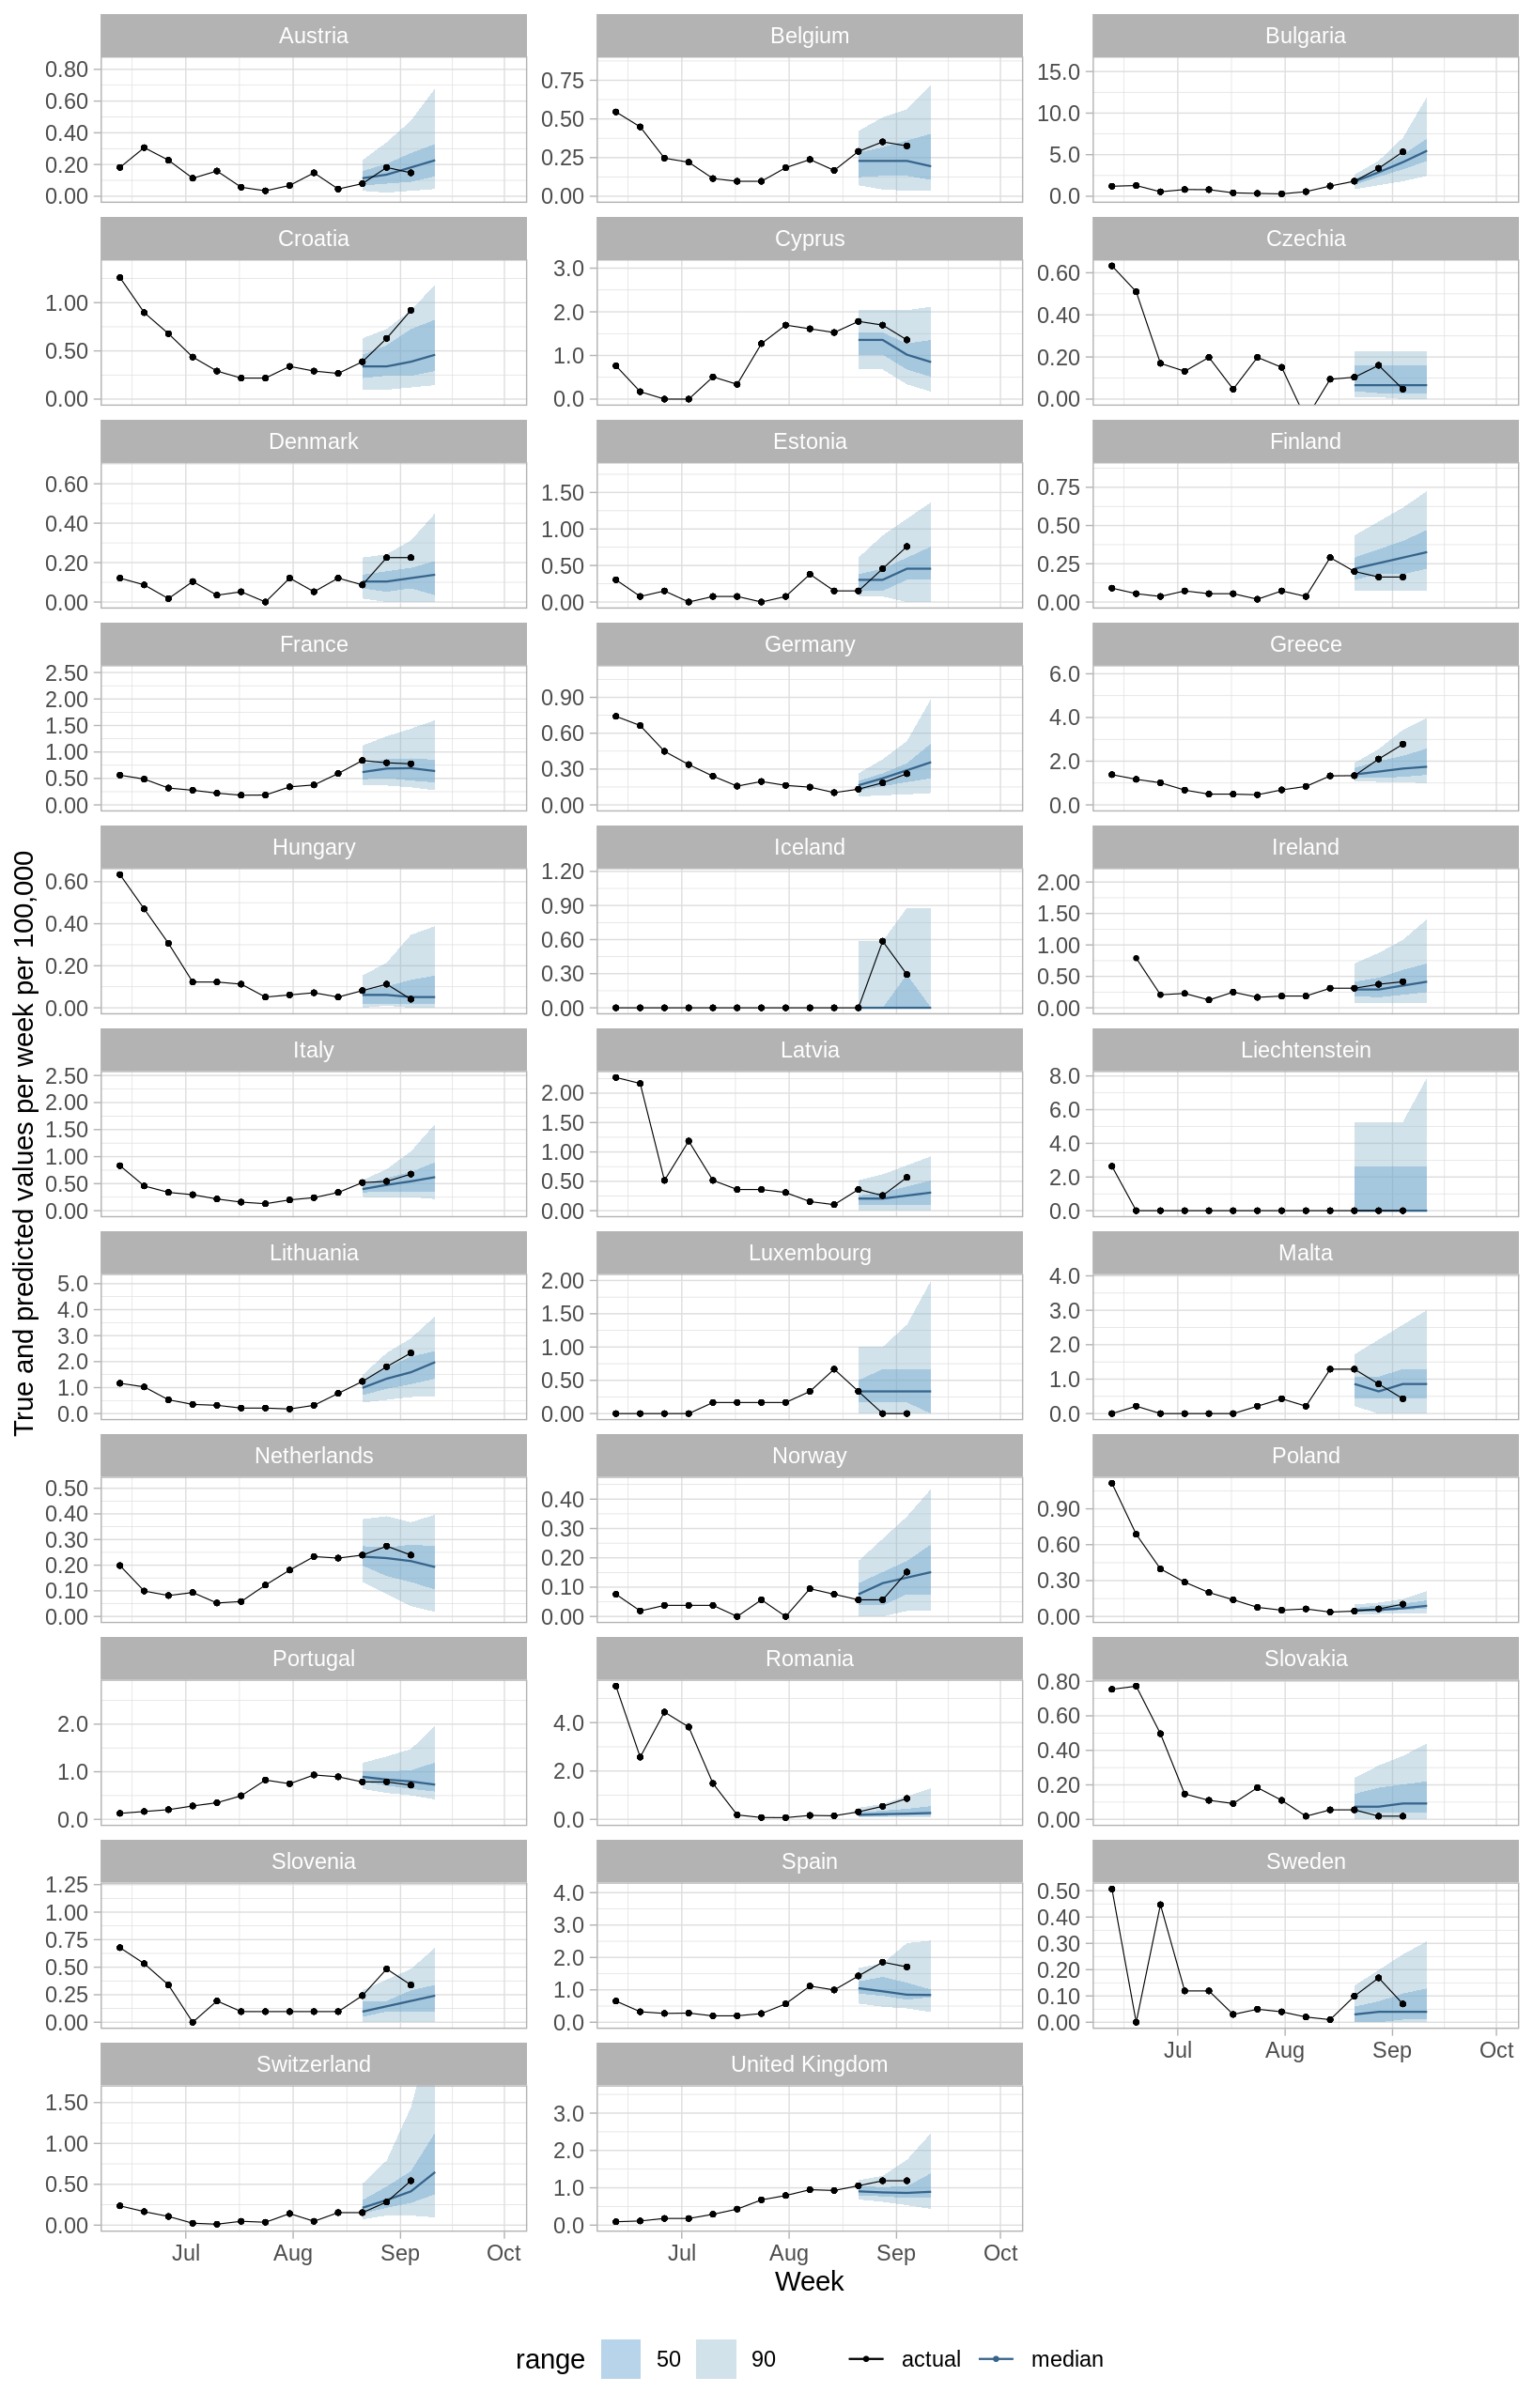 Austria Belgium Bulgaria
0.80 0.60 0.40 0.20 0.00
0.75 0.50 0.25 0.00
15.0 10.0 5.0 0.0
Croatia Cyprus Czechia
1.00 0.50 0.00
3.0 2.0 1.0 0.0
0.60 0.40 0.20 0.00
Denmark Estonia Finland
0.60 0.40 0.20 0.00
1.50 1.00 0.50 0.00
0.75 0.50 0.25 0.00
France Germany Greece
2.50 2.00 1.50 1.00 0.50 0.00
0.90 0.60 0.30 0.00
6.0 4.0 2.0 0.0
Hungary Iceland Ireland
0.60 0.40 0.20 0.00
1.20 0.90 0.60 0.30 0.00
2.00 1.50 1.00 0.50 0.00
True and predicted values per week per 100,000
Italy Latvia Liechtenstein
2.50 2.00 1.50 1.00 0.50 0.00
2.00 1.50 1.00 0.50 0.00
8.0 6.0 4.0 2.0 0.0
Lithuania Luxembourg Malta
5.0 4.0 3.0 2.0 1.0 0.0
2.00 1.50 1.00 0.50 0.00
4.0 3.0 2.0 1.0 0.0
Netherlands Norway Poland
0.50 0.40 0.30 0.20 0.10 0.00
0.40 0.30 0.20 0.10 0.00
0.90 0.60 0.30 0.00
Portugal Romania Slovakia
2.0 1.0 0.0
4.0 2.0 0.0
0.80 0.60 0.40 0.20 0.00
Slovenia Spain Sweden
1.25 1.00 0.75 0.50 0.25 0.00
4.0 3.0 2.0 1.0 0.0
0.50 0.40 0.30 0.20 0.10 0.00
Jul Aug Sep Oct
Switzerland United Kingdom
1.50 1.00 0.50 0.00
3.0 2.0 1.0 0.0
Jul Aug Sep Oct Jul Aug Sep Oct
Week
range 50 90 actual median